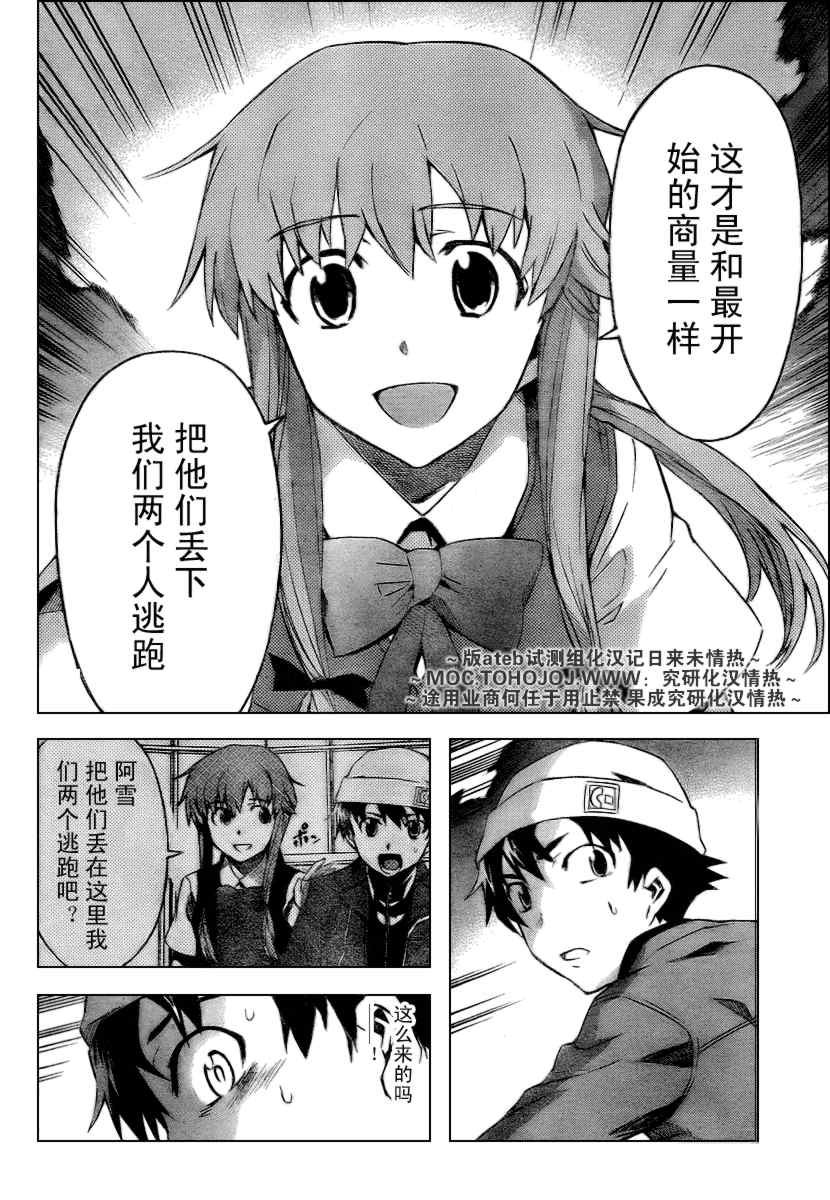 这才是和最开
始的商量一样
把他们丢下
我们两个人逃跑
～版ateb试测组化汉记日来未情热～
～MOC.TOHOJOJ.WWW：究研化汉情热～
～途用业商何任于用止禁 果成究研化汉情热～
阿雪
把他们丢在这里我
们两个逃跑吧？
ポン
这么来的吗
——！